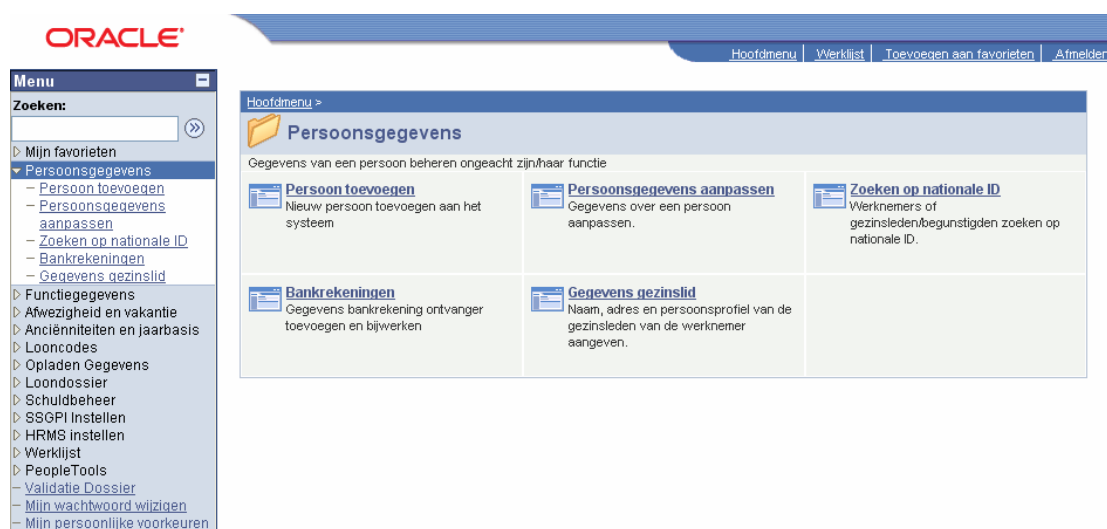 ORACLE
Hoofdmenu | Werklijst | Toevoegen aan favorieten | Afmelden
Menu
Zoeken:
Mijn favorieten
Persoonsgegevens
– Persoon toevoegen
– Persoonsgegevens
aanpassen
– Zoeken op nationale ID
– Bankrekeningen
– Gegevens gezinslid
Functiegegevens
Afwezigheid en vakantie
Anciënniteiten en jaarbasis
Looncodes
Opladen Gegevens
Loondossier
Schuldbeheer
SSGPI Instellen
HRMS instellen
Werklijst
PeopleTools
– Validatie Dossier
– Mijn wachtwoord wijzigen
– Mijn persoonlijke voorkeuren
Hoofdmenu >
Persoonsgegevens
Gegevens van een persoon beheren ongeacht zijn/haar functie
Persoon toevoegen
Nieuw persoon toevoegen aan het
systeem
Persoonsgegevens aanpassen
Gegevens over een persoon
aanpassen.
Zoeken op nationale ID
Werknemers of
gezinsleden/begunstigden zoeken op
nationale ID.
Bankrekeningen
Gegevens bankrekening ontvanger
toevoegen en bijwerken
Gegevens gezinslid
Naam, adres en persoonsprofiel van de
gezinsleden van de werknemer
aangeven.